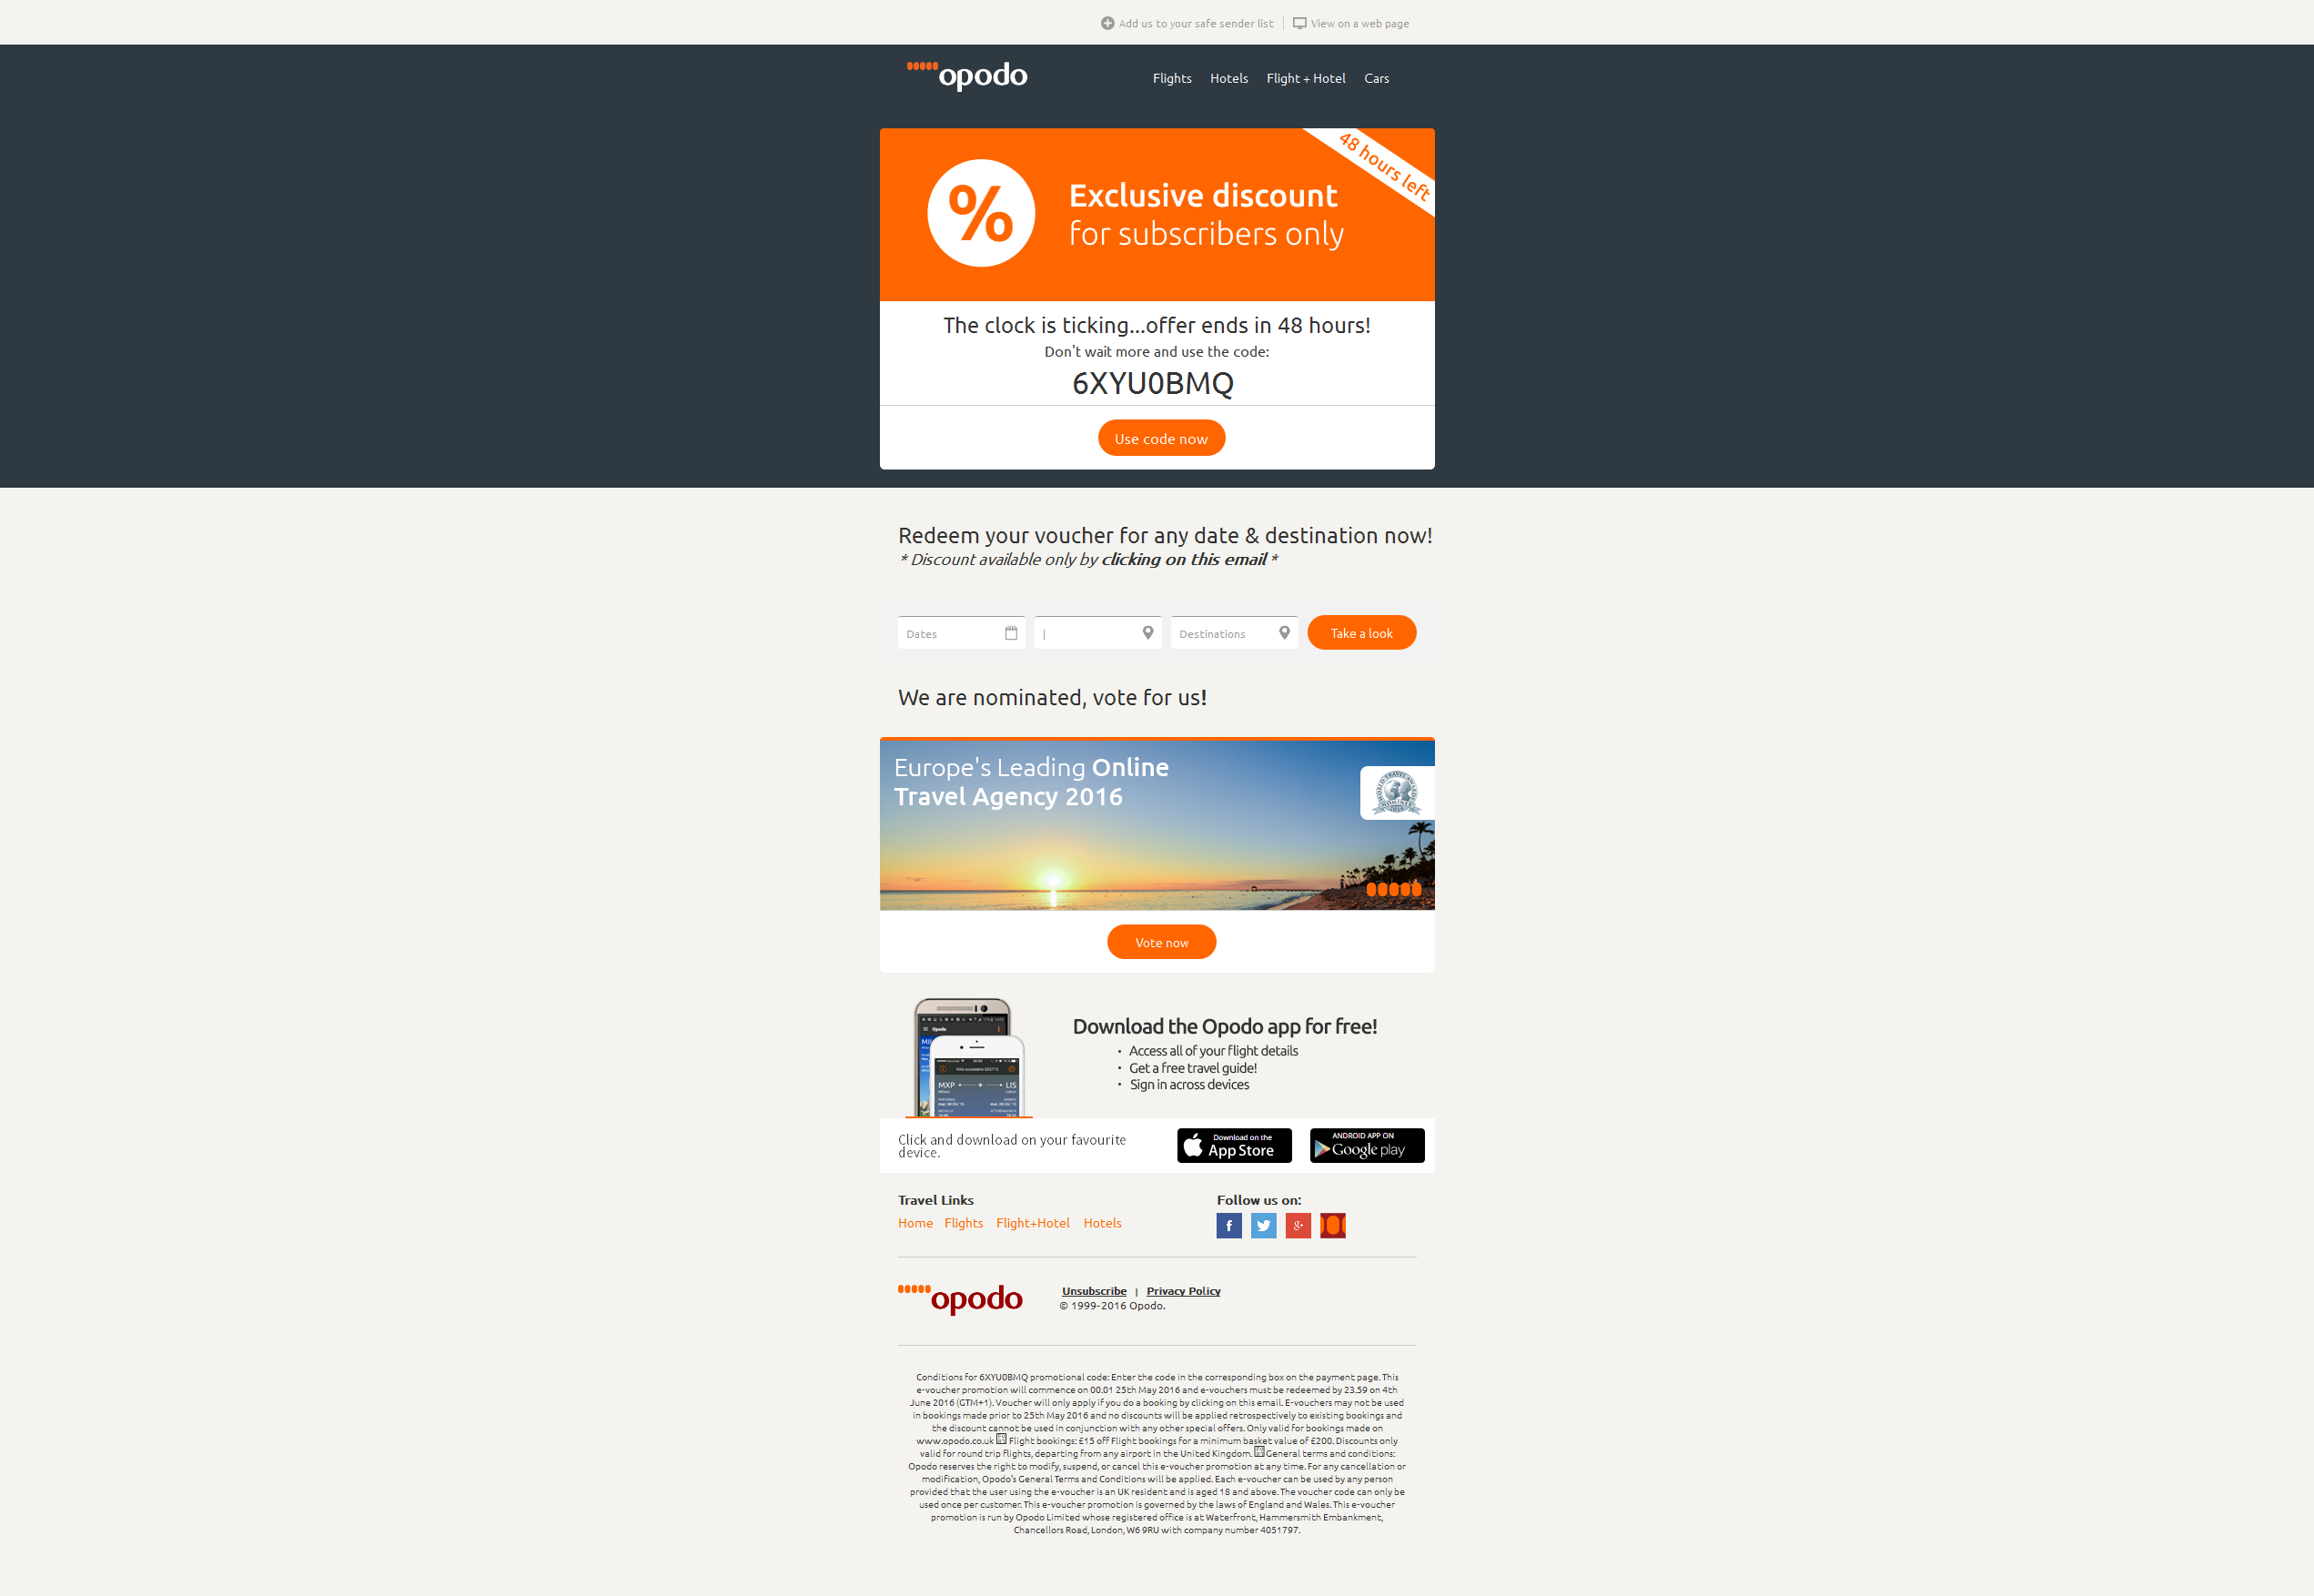 Add us to your safe sender list | View on a web page
opodo
Flights Hotels Flight + Hotel Cars
48 hours left
%
Exclusive discount
for subscribers only
The clock is ticking...offer ends in 48 hours!
Don't wait more and use the code:
6XYU0BMQ
Use code now
Redeem your voucher for any date & destination now!
* Discount available only by clicking on this email *
Dates | Destinations Take a look
We are nominated, vote for us!
Europe's Leading Online
Travel Agency 2016
WORLD TRAVEL AWARDS
NOMINEE
2016
Vote now
Opodo
MXP LIS
Download the Opodo app for free!
• Access all of your flight details
• Get a free travel guide!
• Sign in across devices
Click and download on your favourite
device.
Download on the
App Store
ANDROID APP ON
Google play
Travel Links
Home Flights Flight+Hotel Hotels
Follow us on:
f g+
opodo
Unsubscribe | Privacy Policy
© 1999-2016 Opodo.
Conditions for 6XYU0BMQ promotional code: Enter the code in the corresponding box on the payment page. This
e-voucher promotion will commence on 00.01 25th May 2016 and e-vouchers must be redeemed by 23.59 on 4th
June 2016 (GTM+1). Voucher will only apply if you do a booking by clicking on this email. E-vouchers may not be used
in bookings made prior to 25th May 2016 and no discounts will be applied retrospectively to existing bookings and
the discount cannot be used in conjunction with any other special offers. Only valid for bookings made on
www.opodo.co.uk Flight bookings: £15 off Flight bookings for a minimum basket value of £200. Discounts only
valid for round trip flights, departing from any airport in the United Kingdom. General terms and conditions:
Opodo reserves the right to modify, suspend, or cancel this e-voucher promotion at any time. For any cancellation or
modification, Opodo's General Terms and Conditions will be applied. Each e-voucher can be used by any person
provided that the user using the e-voucher is an UK resident and is aged 18 and above. The voucher code can only be
used once per customer. This e-voucher promotion is governed by the laws of England and Wales. This e-voucher
promotion is run by Opodo Limited whose registered office is at Waterfront, Hammersmith Embankment,
Chancellors Road, London, W6 9RU with company number 4051797.